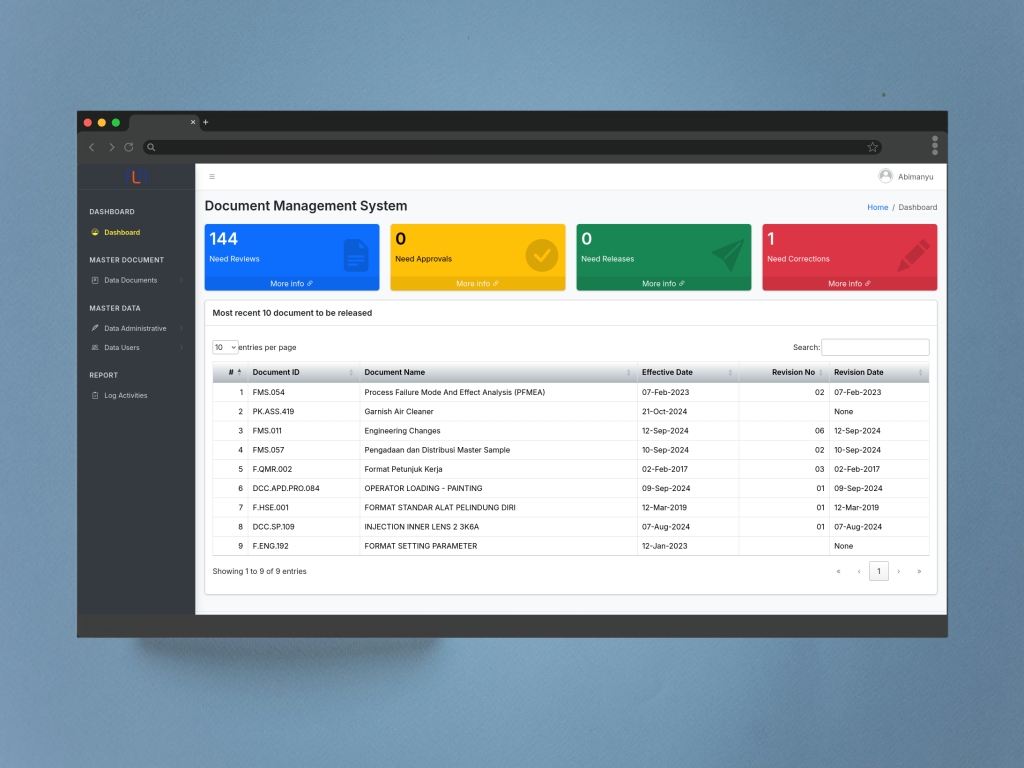 Abimanyu
DASHBOARD
Dashboard
MASTER DOCUMENT
Data Documents
MASTER DATA
Data Administrative
Data Users
REPORT
Log Activities
Document Management System
Home / Dashboard
144
Need Reviews
More info
0
Need Approvals
More info
0
Need Releases
More info
1
Need Corrections
More info
Most recent 10 document to be released
10 entries per page
Search:
# Document ID Document Name Effective Date Revision No Revision Date
1 FMS.054 Process Failure Mode And Effect Analysis (PFMEA) 07-Feb-2023 02 07-Feb-2023
2 PK.ASS.419 Garnish Air Cleaner 21-Oct-2024 None
3 FMS.011 Engineering Changes 12-Sep-2024 06 12-Sep-2024
4 FMS.057 Pengadaan dan Distribusi Master Sample 10-Sep-2024 02 10-Sep-2024
5 F.QMR.002 Format Petunjuk Kerja 02-Feb-2017 03 02-Feb-2017
6 DCC.APD.PRO.084 OPERATOR LOADING - PAINTING 09-Sep-2024 01 09-Sep-2024
7 F.HSE.001 FORMAT STANDAR ALAT PELINDUNG DIRI 12-Mar-2019 01 12-Mar-2019
8 DCC.SP.109 INJECTION INNER LENS 2 3K6A 07-Aug-2024 01 07-Aug-2024
9 F.ENG.192 FORMAT SETTING PARAMETER 12-Jan-2023 None
Showing 1 to 9 of 9 entries
« ‹ 1 › »